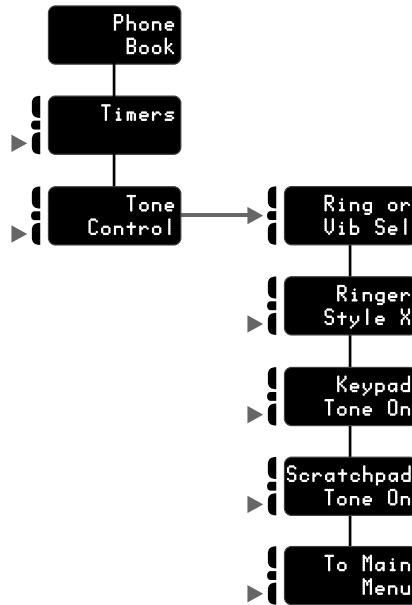 Phone
Book
Timers
Tone
Control
Ring or
Vib Sel
Ringer
Style X
Keypad
Tone On
Scratchpad
Tone On
To Main
Menu